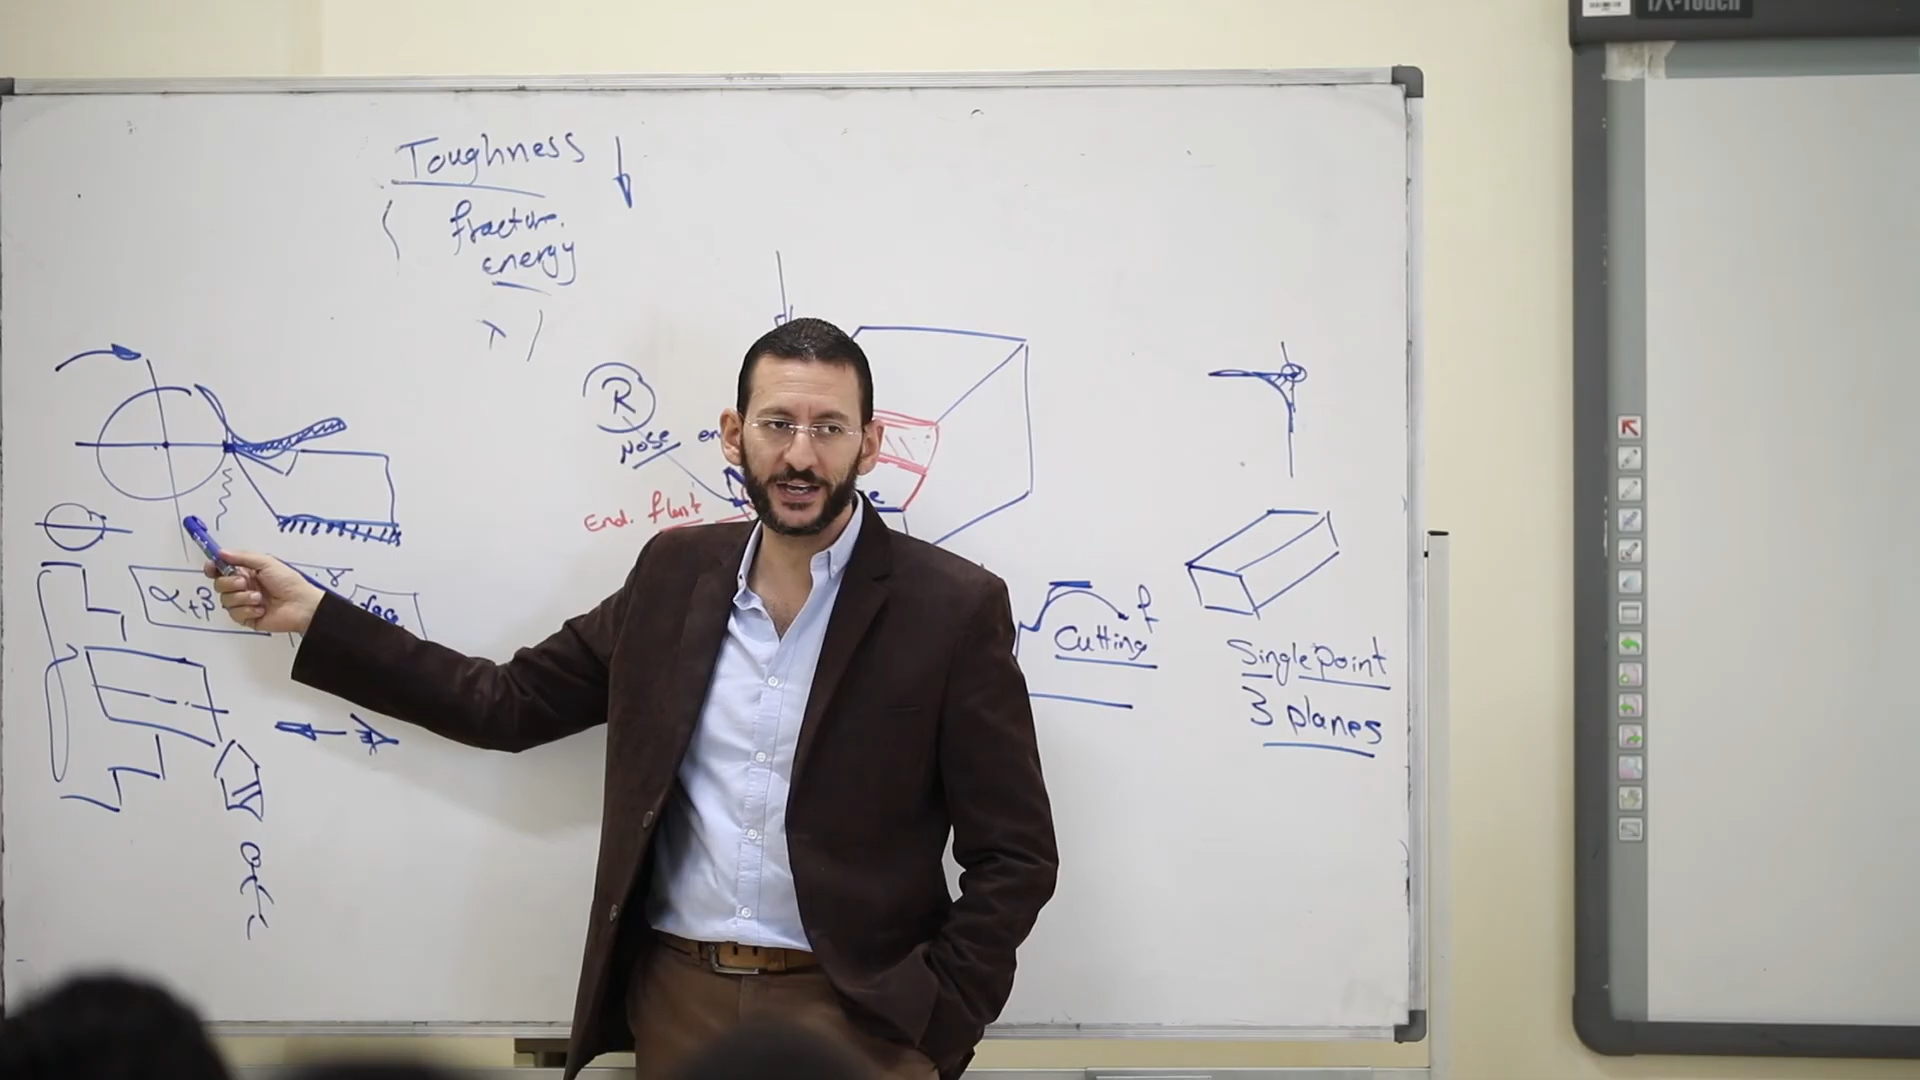 Toughness
fracture
energy
R
Nose
End. flank
α+β
γ
face
f
Cutting
Single Point
3 planes